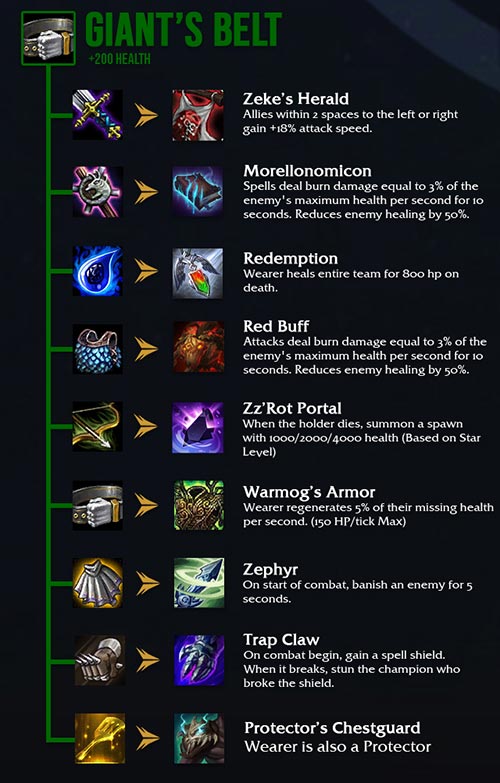 GIANT'S BELT
+200 HEALTH
Zeke's Herald
Allies within 2 spaces to the left or right
gain +18% attack speed.
Morellonomicon
Spells deal burn damage equal to 3% of the
enemy's maximum health per second for 10
seconds. Reduces enemy healing by 50%.
Redemption
Wearer heals entire team for 800 hp on
death.
Red Buff
Attacks deal burn damage equal to 3% of the
enemy's maximum health per second for 10
seconds. Reduces enemy healing by 50%.
Zz'Rot Portal
When the holder dies, summon a spawn
with 1000/2000/4000 health (Based on Star
Level)
Warmog's Armor
Wearer regenerates 5% of their missing health
per second. (150 HP/tick Max)
Zephyr
On start of combat, banish an enemy for 5
seconds.
Trap Claw
On combat begin, gain a spell shield.
When it breaks, stun the champion who
broke the shield.
Protector's Chestguard
Wearer is also a Protector